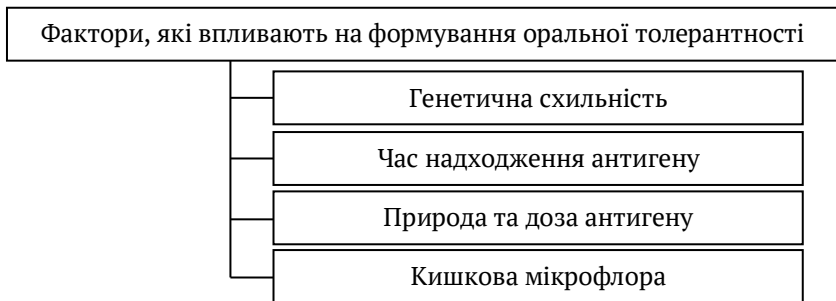 Фактори, які впливають на формування оральної толерантності
Генетична схильність
Час надходження антигену
Природа та доза антигену
Кишкова мікрофлора